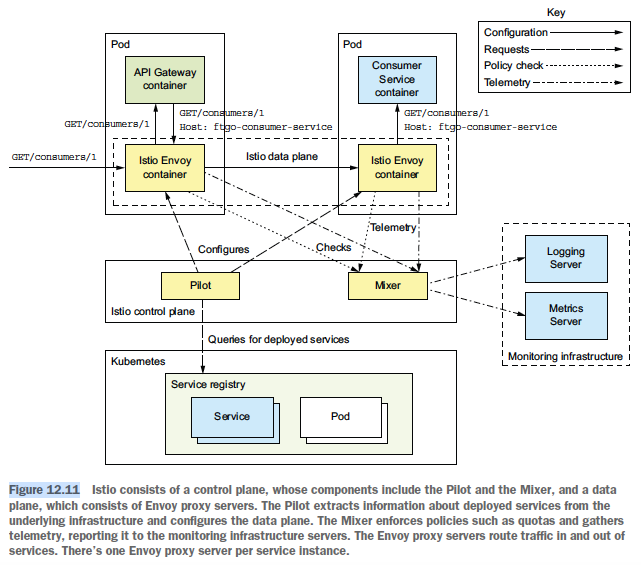 Key
Configuration
Requests
Policy check
Telemetry
Pod
Pod
API Gateway
container
Consumer
Service
container
GET/consumers/1
GET/consumers/1
Host: ftgo-consumer-service
GET/consumers/1
Host: ftgo-consumer-service
GET/consumers/1
Istio Envoy
container
Istio data plane
Istio Envoy
container
Configures
Checks
Telemetry
Pilot
Mixer
Istio control plane
Logging
Server
Metrics
Server
Monitoring infrastructure
Queries for deployed services
Kubernetes
Service registry
Service
Pod
Figure 12.11 Istio consists of a control plane, whose components include the Pilot and the Mixer, and a data
plane, which consists of Envoy proxy servers. The Pilot extracts information about deployed services from the
underlying infrastructure and configures the data plane. The Mixer enforces policies such as quotas and gathers
telemetry, reporting it to the monitoring infrastructure servers. The Envoy proxy servers route traffic in and out of
services. There's one Envoy proxy server per service instance.